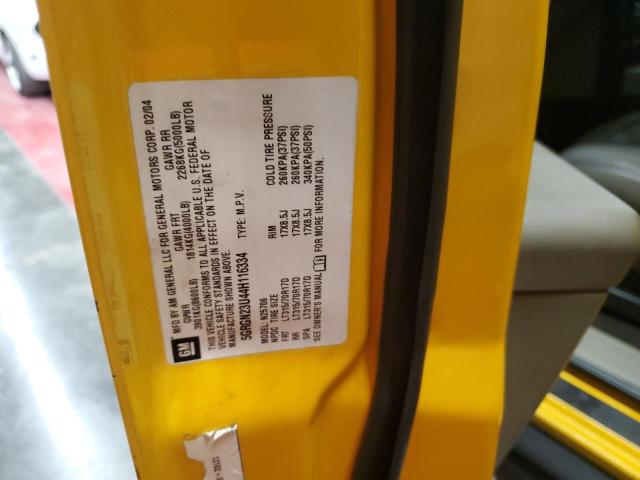 MFD BY AM GENERAL LLC FOR GENERAL MOTORS CORP. 02/04
GVWR GAWR FRT GAWR RR
3901KG(8600LB) 1814KG(4000LB) 2268KG(5000LB)
THIS VEHICLE CONFORMS TO ALL APPLICABLE U.S. FEDERAL MOTOR
VEHICLE SAFETY STANDARDS IN EFFECT ON THE DATE OF
MANUFACTURE SHOWN ABOVE.
5GRGN23U44H116334 TYPE: M.P.V.
MODEL:N25706
NPDC TIRE SIZE RIM COLD TIRE PRESSURE
FRT LT315/70R17D 17X8.5J 260KPA(37PSI)
RR LT315/70R17D 17X8.5J 260KPA(37PSI)
SPA LT315/70R17D 17X8.5J 340KPA(50PSI)
SEE OWNER'S MANUAL FOR MORE INFORMATION.
GM